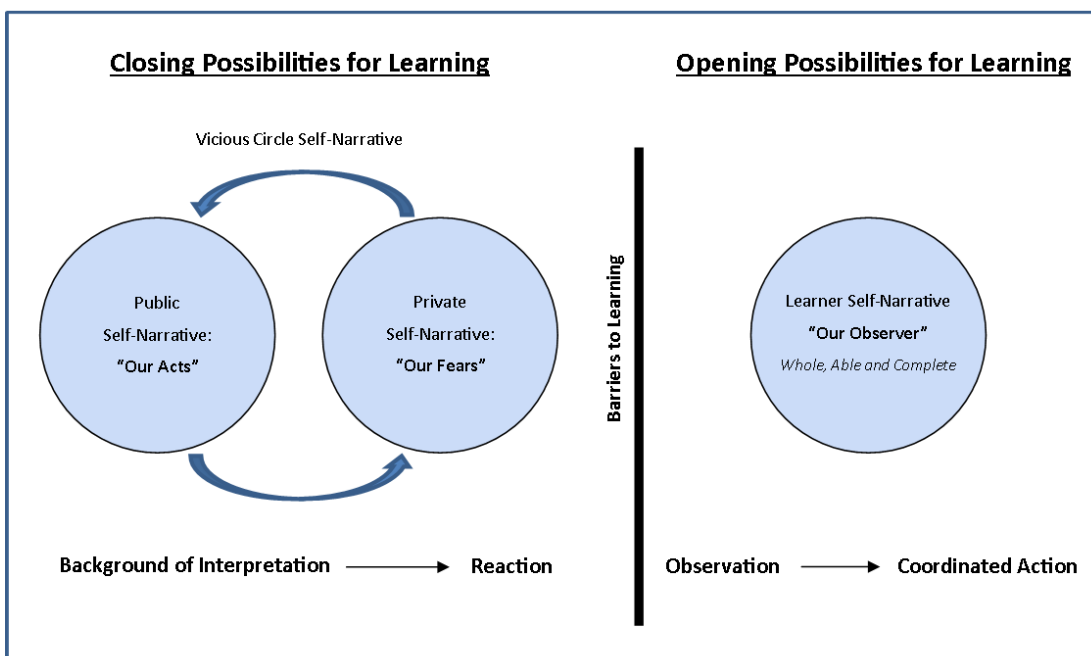 Closing Possibilities for Learning
Vicious Circle Self-Narrative
Public
Self-Narrative:
“Our Acts”
Private
Self-Narrative:
“Our Fears”
Background of Interpretation
Reaction
Barriers to Learning
Opening Possibilities for Learning
Learner Self-Narrative
“Our Observer”
Whole, Able and Complete
Observation
Coordinated Action